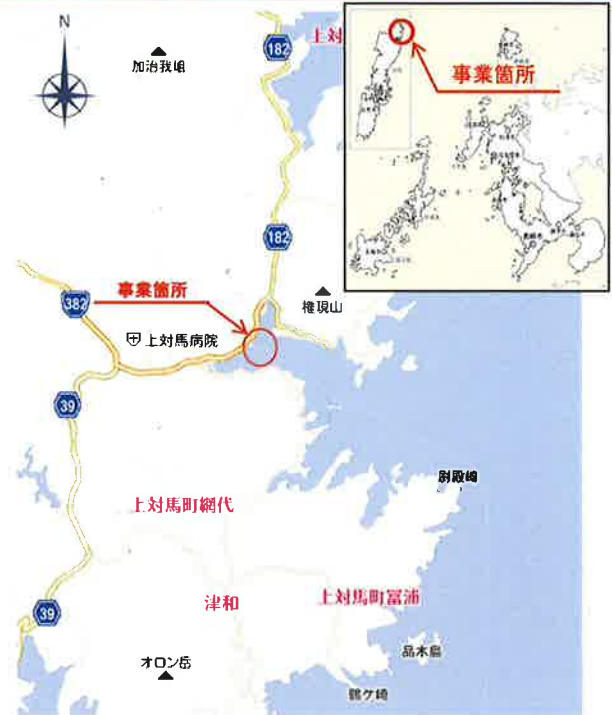 N
182
加治我岨
上対
事業箇所
182
382
事業箇所
権現山
上対馬病院
39
尉殿崎
上対馬町網代
39
津和
上対馬町冨浦
オロン岳
品木島
鶴ケ崎